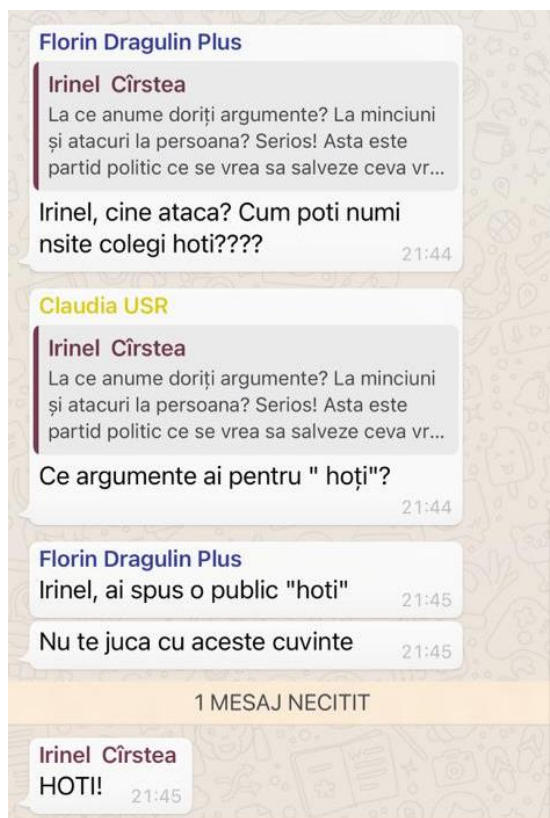 Florin Dragulin Plus
Irinel Cîrstea
La ce anume doriți argumente? La minciuni
și atacuri la persoana? Serios! Asta este
partid politic ce se vrea sa salveze ceva vr...
Irinel, cine ataca? Cum poti numi
nsite colegi hoti????
21:44
Claudia USR
Irinel Cîrstea
La ce anume doriți argumente? La minciuni
și atacuri la persoana? Serios! Asta este
partid politic ce se vrea sa salveze ceva vr...
Ce argumente ai pentru " hoți"?
21:44
Florin Dragulin Plus
Irinel, ai spus o public "hoti"
21:45
Nu te juca cu aceste cuvinte
21:45
1 MESAJ NECITIT
Irinel Cîrstea
HOTI!
21:45